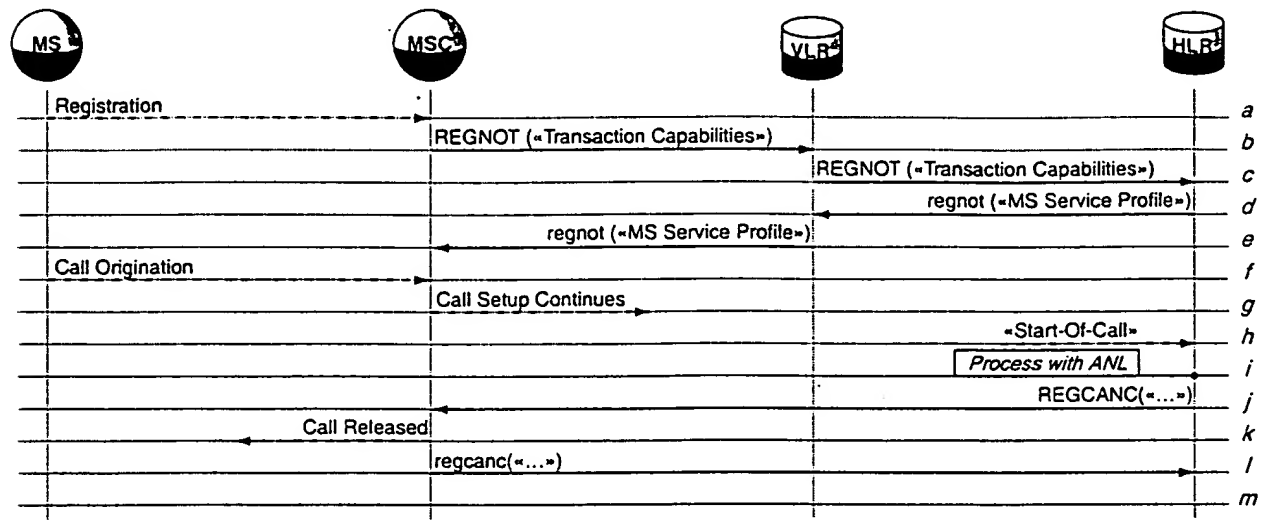 MS MSC VLR HLR
Registration a
REGNOT («Transaction Capabilities») b
REGNOT («Transaction Capabilities») c
regnot («MS Service Profile») d
regnot («MS Service Profile») e
Call Origination f
Call Setup Continues g
«Start-Of-Call» h
Process with ANL i
REGCANC(«...») j
Call Released k
regcanc(«...») l
m